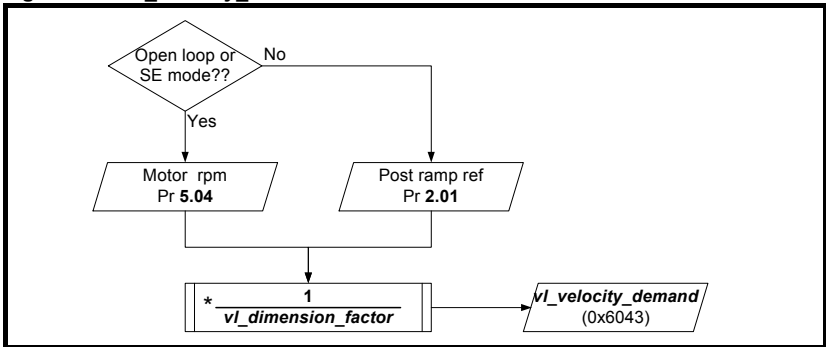 Open loop or
SE mode??
No
Yes
Motor rpm
Pr 5.04
Post ramp ref
Pr 2.01
* 1
vl_dimension_factor
vl_velocity_demand
(0x6043)